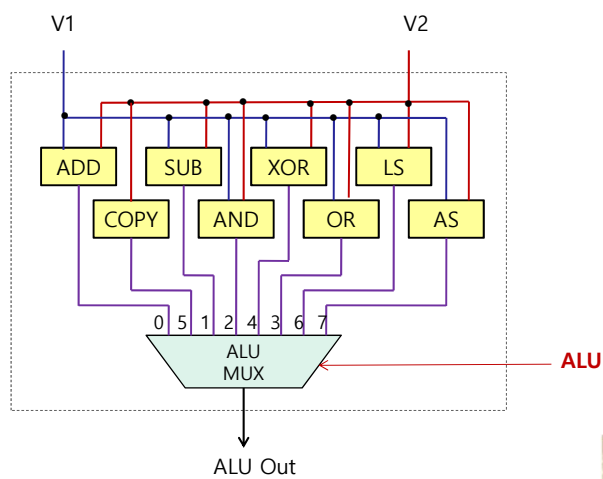 V1 V2
ADD SUB XOR LS
COPY AND OR AS
0 5 1 2 4 3 6 7
ALU
MUX
ALU
ALU Out